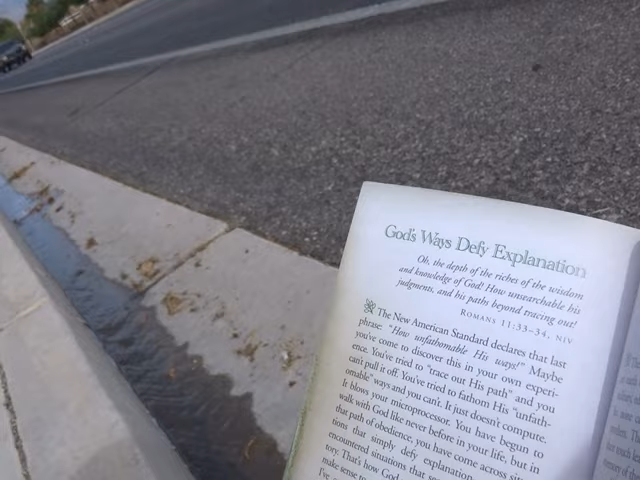 God's Ways Defy Explanation
Oh, the depth of the riches of the wisdom
and knowledge of God! How unsearchable his
judgments, and his paths beyond tracing out!
ROMANS 11:33–34, NIV
The New American Standard declares that last
phrase: "How unfathomable His ways!" Maybe
you've come to discover this in your own experi-
ence. You've tried to "trace out His path" and you
can't pull it off. You've tried to fathom His "unfath-
omable" ways and you can't. It just doesn't compute.
It blows your microprocessor. You have begun to
walk with God like never before in your life, but in
that path of obedience, you have come across
tions that simply defy explanation.
encountered situations that
tory. That's how God
make sense to
I've